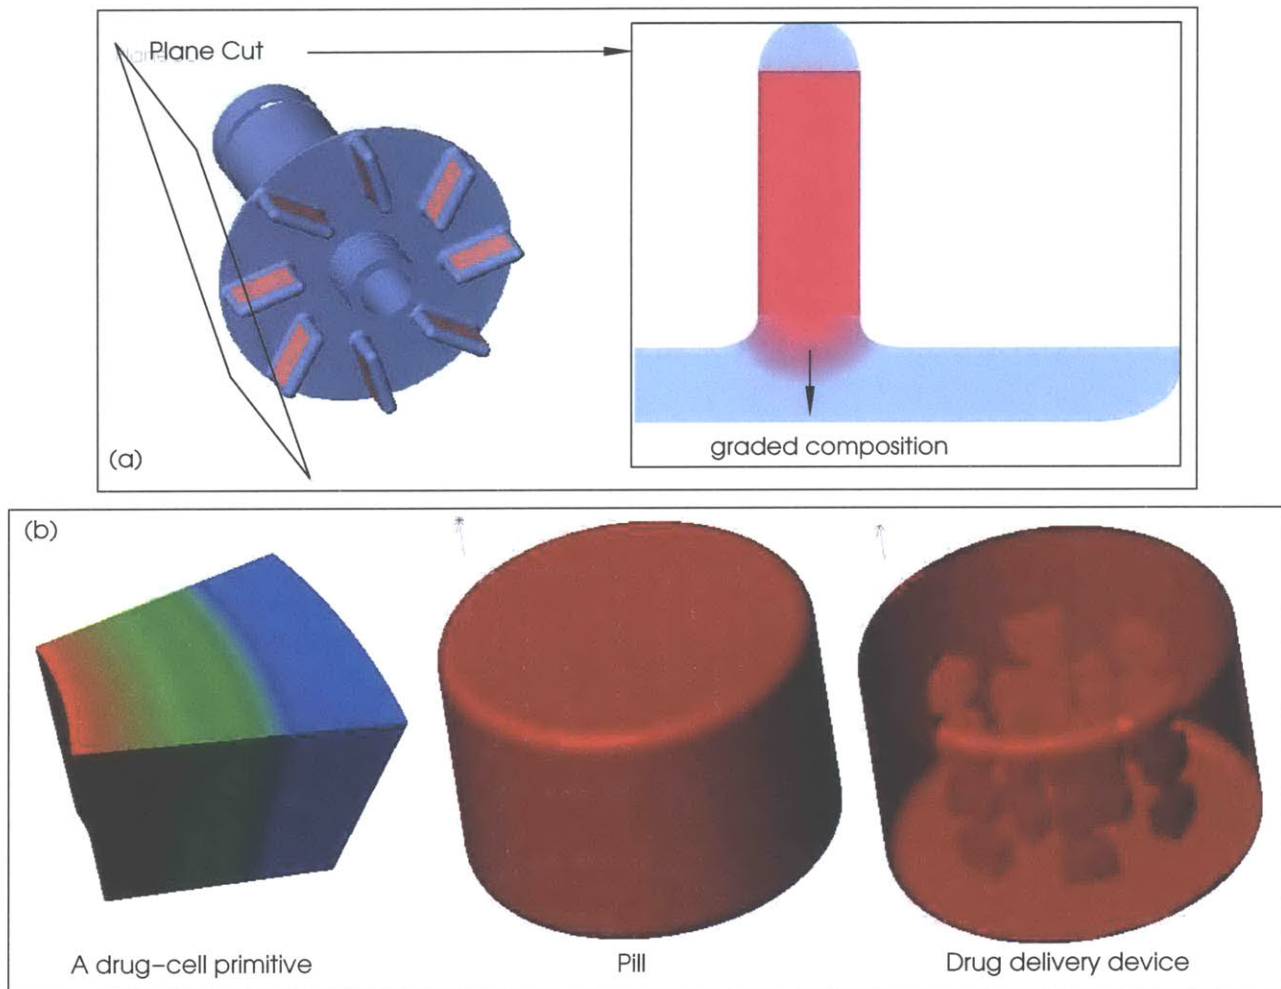 Plane Cut
graded composition
(a)
(b)
A drug-cell primitive
Pill
Drug delivery device